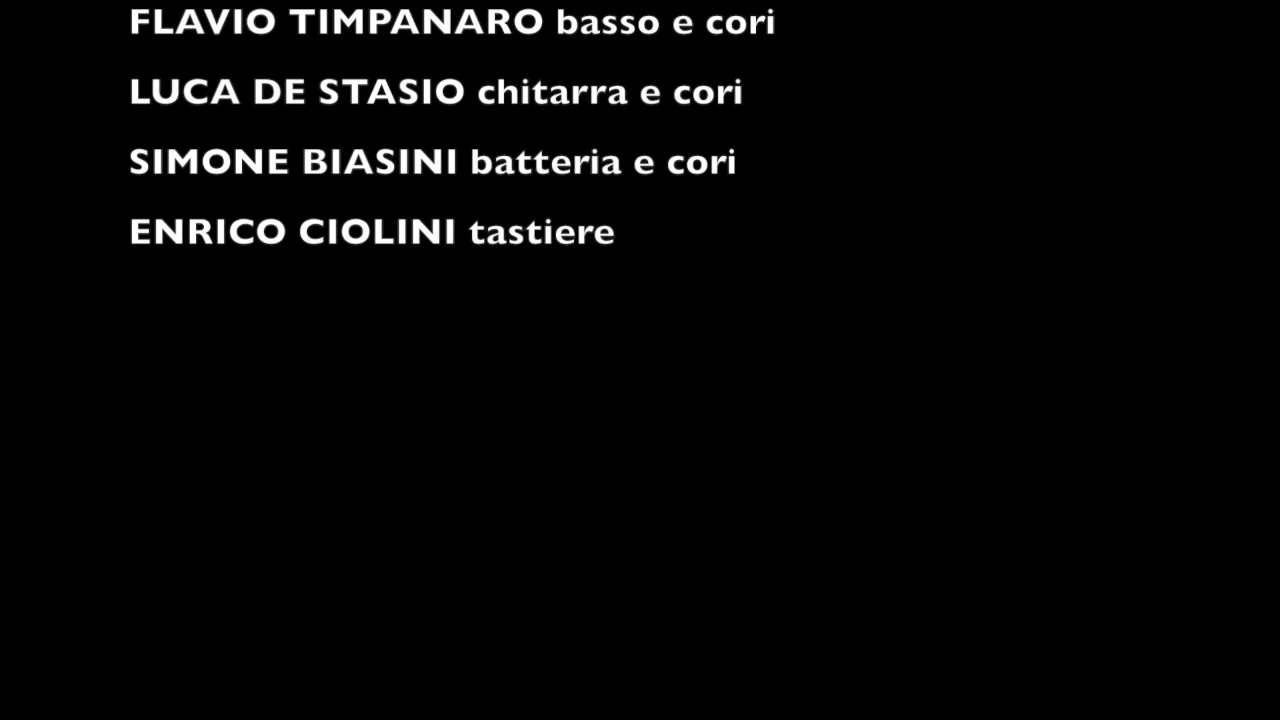 FLAVIO TIMPANARO basso e cori
LUCA DE STASIO chitarra e cori
SIMONE BIASINI batteria e cori
ENRICO CIOLINI tastiere